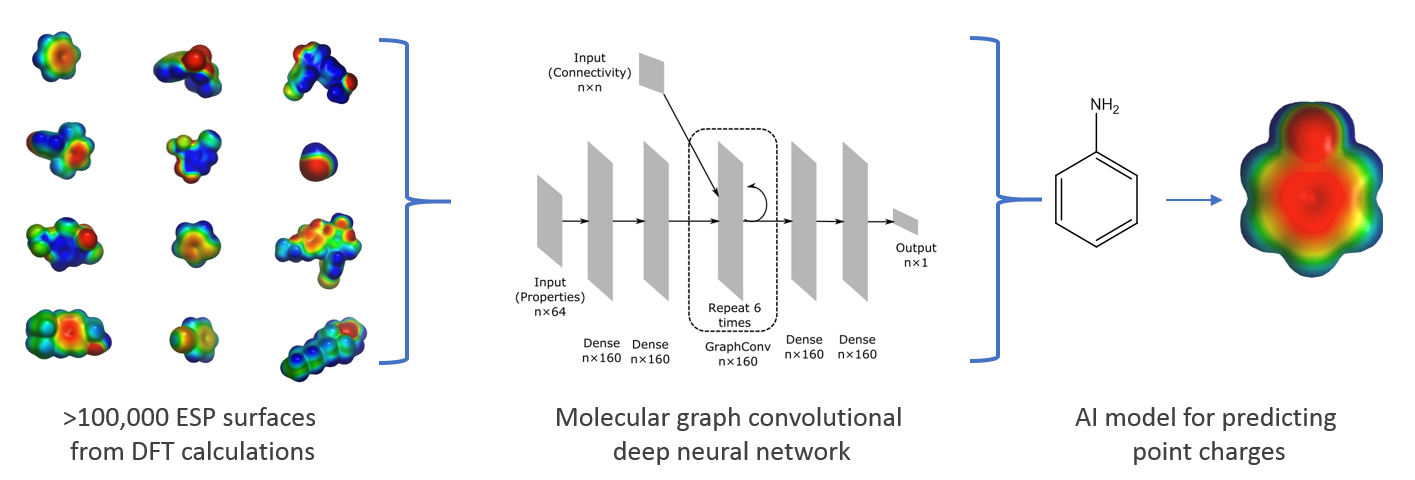 Input
(Connectivity)
n×n
Input
(Properties)
n×64
Dense
n×160
Dense
n×160
Repeat 6
times
GraphConv
n×160
Dense
n×160
Dense
n×160
Output
n×1
NH2
>100,000 ESP surfaces
from DFT calculations
Molecular graph convolutional
deep neural network
AI model for predicting
point charges